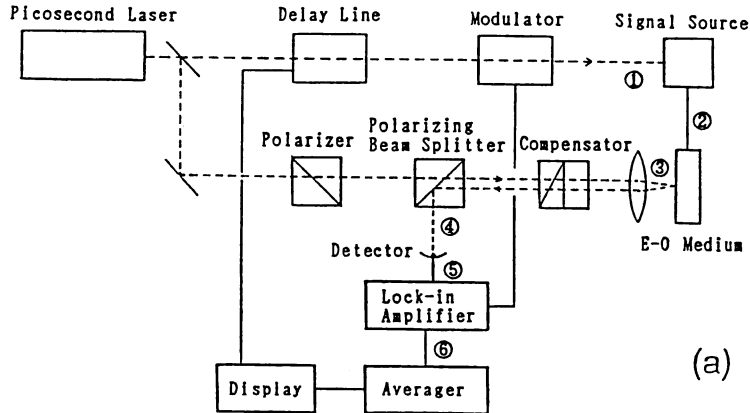 Picosecond Laser
Delay Line
Modulator
Signal Source
①
②
Polarizer
Polarizing
Beam Splitter
Compensator
③
E-O Medium
④
Detector
⑤
Lock-in
Amplifier
⑥
Display
Averager
(a)